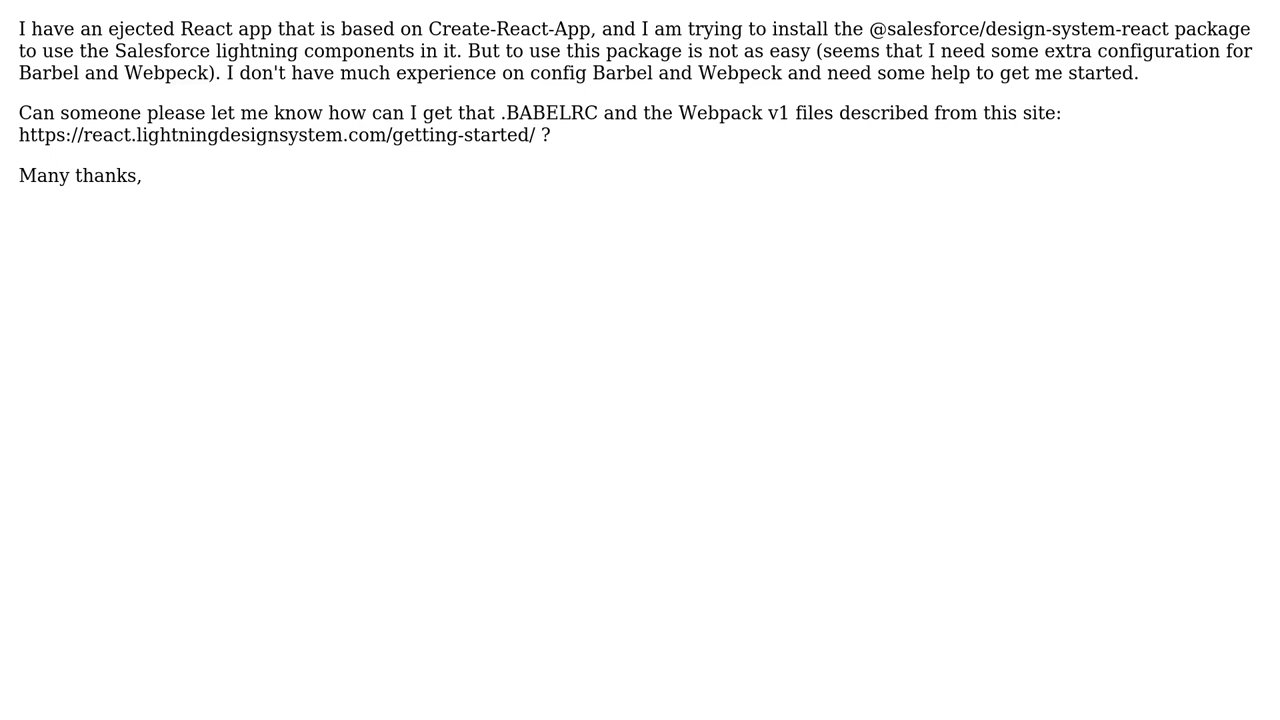 I have an ejected React app that is based on Create-React-App, and I am trying to install the @salesforce/design-system-react package
to use the Salesforce lightning components in it. But to use this package is not as easy (seems that I need some extra configuration for
Barbel and Webpeck). I don't have much experience on config Barbel and Webpeck and need some help to get me started.
Can someone please let me know how can I get that .BABELRC and the Webpack v1 files described from this site:
https://react.lightningdesignsystem.com/getting-started/ ?
Many thanks,